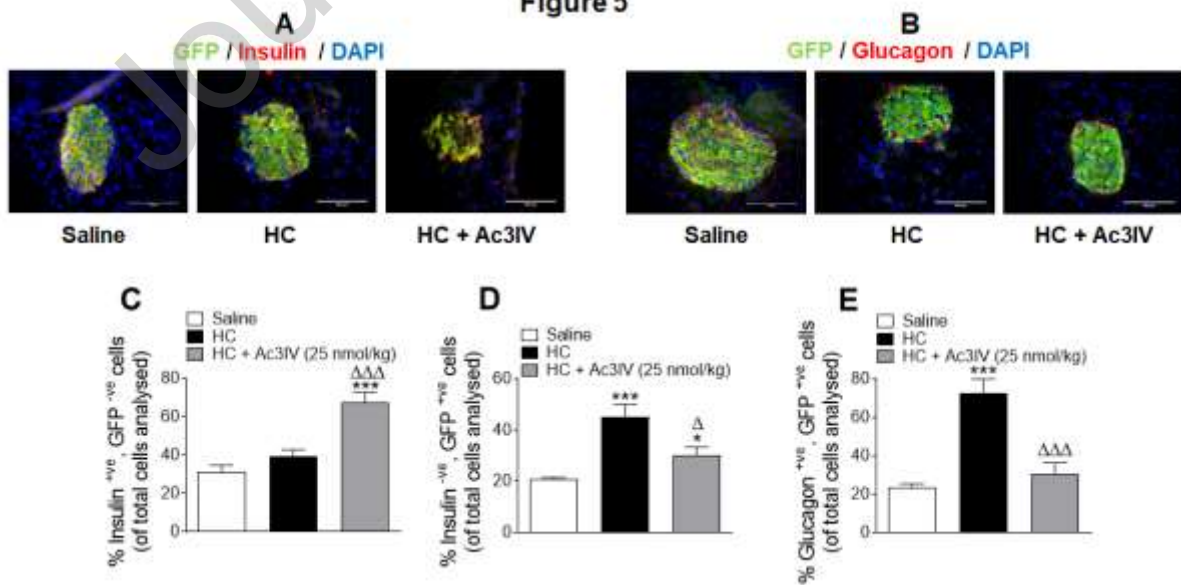 Figure 5
Jou
A
GFP / Insulin / DAPI
B
GFP / Glucagon / DAPI
Saline
HC
HC + Ac3IV
Saline
HC
HC + Ac3IV
C
Saline
HC
HC + Ac3IV (25 nmol/kg)
% Insulin +ve, GFP -ve cells
(of total cells analysed)
80
60
40
20
0
ΔΔΔ
***
D
Saline
HC
HC + Ac3IV (25 nmol/kg)
% Insulin -ve, GFP +ve cells
(of total cells analysed)
60
40
20
0
***
Δ
*
E
Saline
HC
HC + Ac3IV (25 nmol/kg)
% Glucagon +ve, GFP +ve cells
(of total cells analysed)
80
60
40
20
0
***
ΔΔΔ